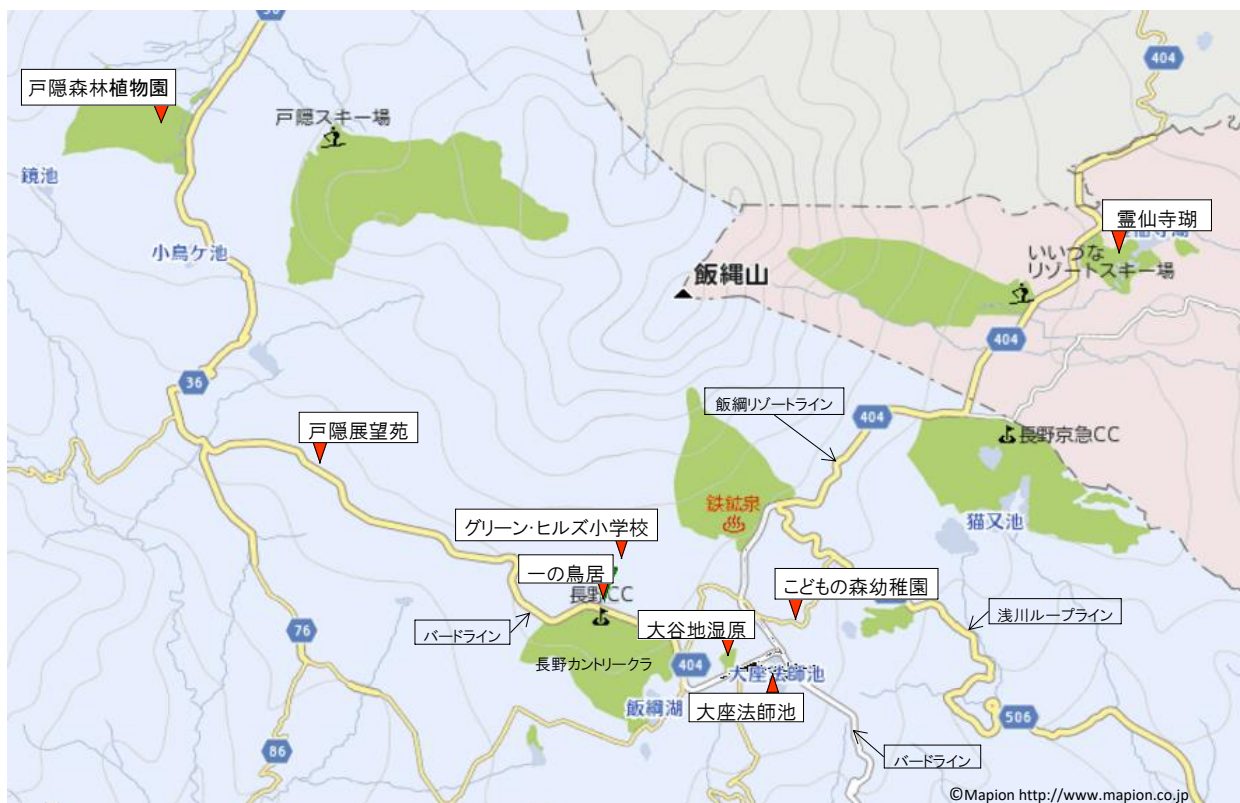 36
404
戸隠森林植物園
戸隠スキー場
鏡池
霊仙寺瑚
小鳥ケ池
いいづな
リゾートスキー場
飯縄山
404
36
飯綱リゾートライン
404
戸隠展望苑
長野京急CC
鉄鉱泉
グリーン・ヒルズ小学校
猫又池
一の鳥居
こどもの森幼稚園
長野CC
浅川ループライン
バードライン
76
大谷地湿原
長野カントリークラ
404
大座法師池
飯綱湖
大座法師池
506
86
バードライン
©Mapion http://www.mapion.co.jp